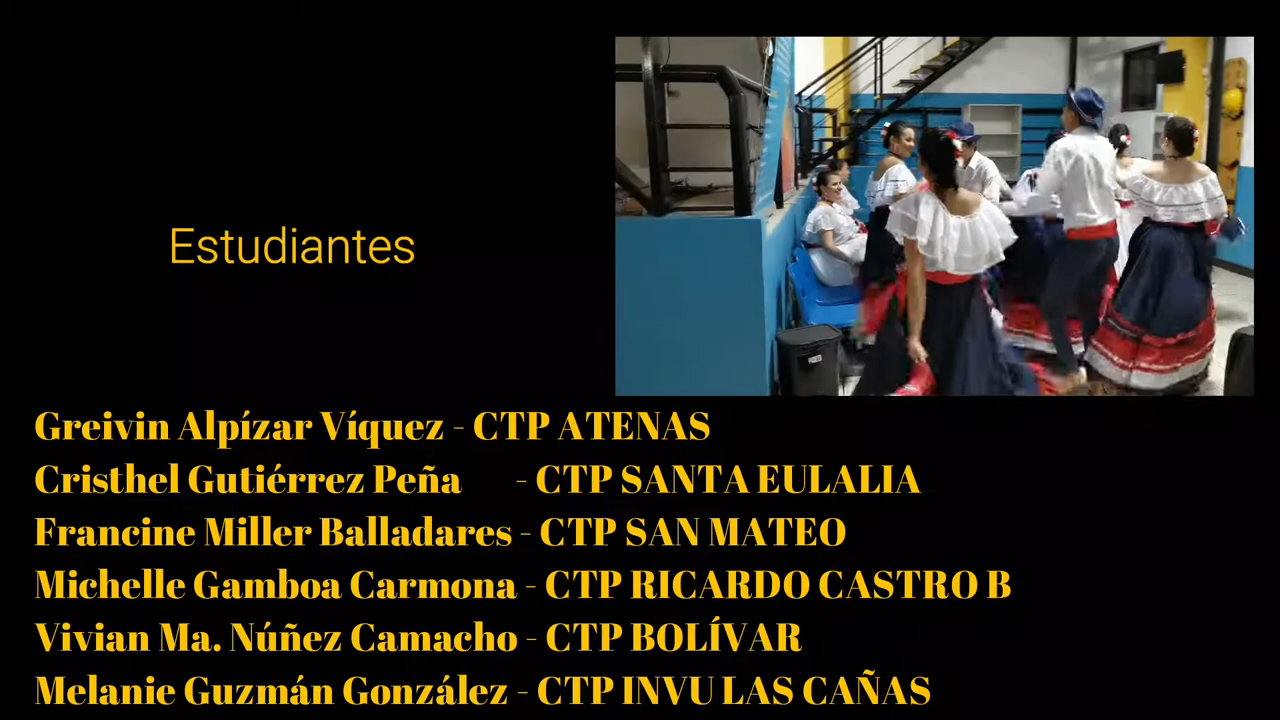 Estudiantes
Greivin Alpízar Víquez - CTP ATENAS
Cristhel Gutiérrez Peña - CTP SANTA EULALIA
Francine Miller Balladares - CTP SAN MATEO
Michelle Gamboa Carmona - CTP RICARDO CASTRO B
Vivian Ma. Núñez Camacho - CTP BOLÍVAR
Melanie Guzmán González - CTP INVU LAS CAÑAS